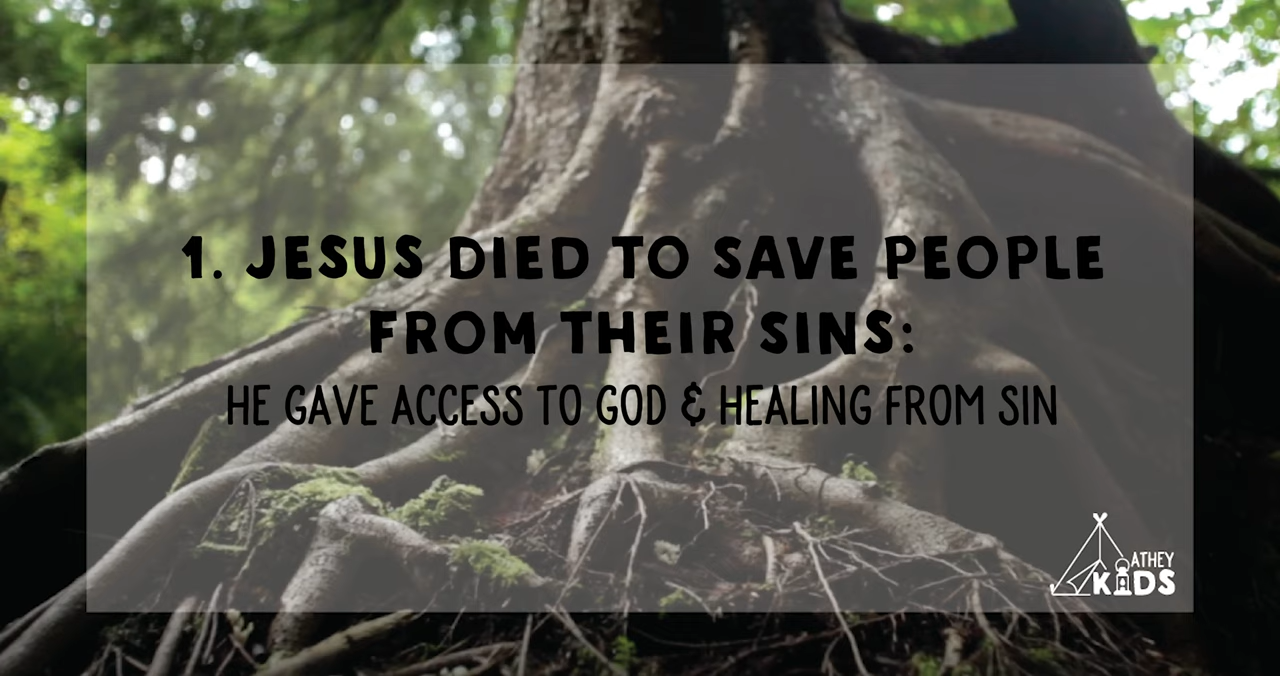 1. JESUS DIED TO SAVE PEOPLE
FROM THEIR SINS:
HE GAVE ACCESS TO GOD & HEALING FROM SIN
ATHEY
KIDS